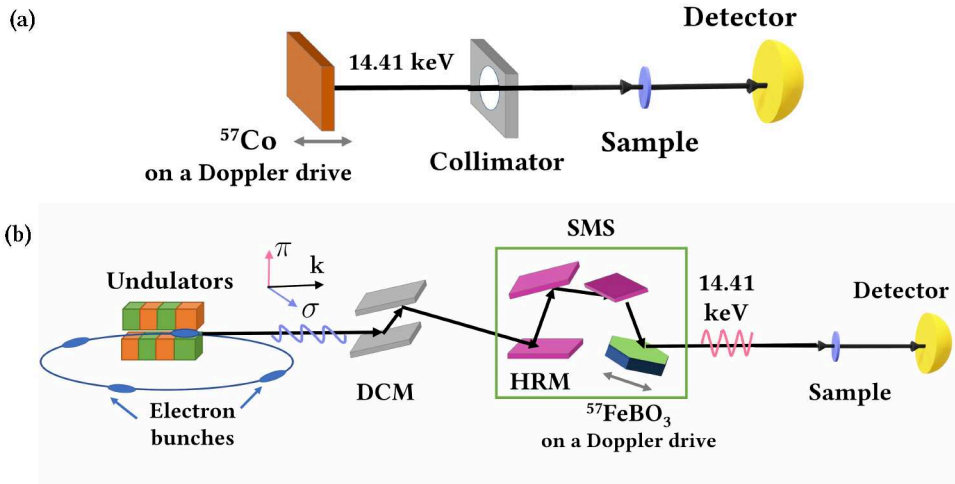 (a)
Detector
14.41 keV
⁵⁷Co
on a Doppler drive
Collimator
Sample
(b)
SMS
π
k
σ
Undulators
14.41
keV
Detector
DCM
HRM
Electron
bunches
⁵⁷FeBO₃
on a Doppler drive
Sample